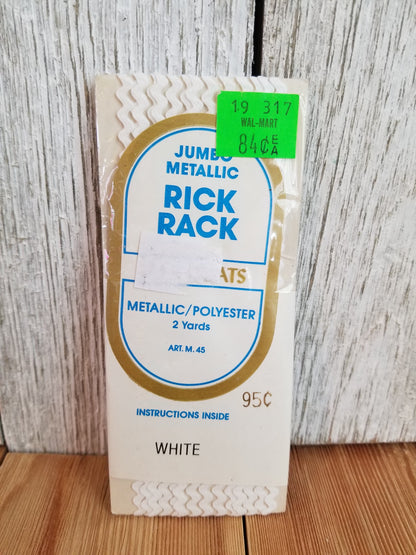 19 317
WAL-MART
84¢ EA
JUMBO
METALLIC
RICK
RACK
METALLIC/POLYESTER
2 Yards
ART. M. 45
95¢
INSTRUCTIONS INSIDE
WHITE